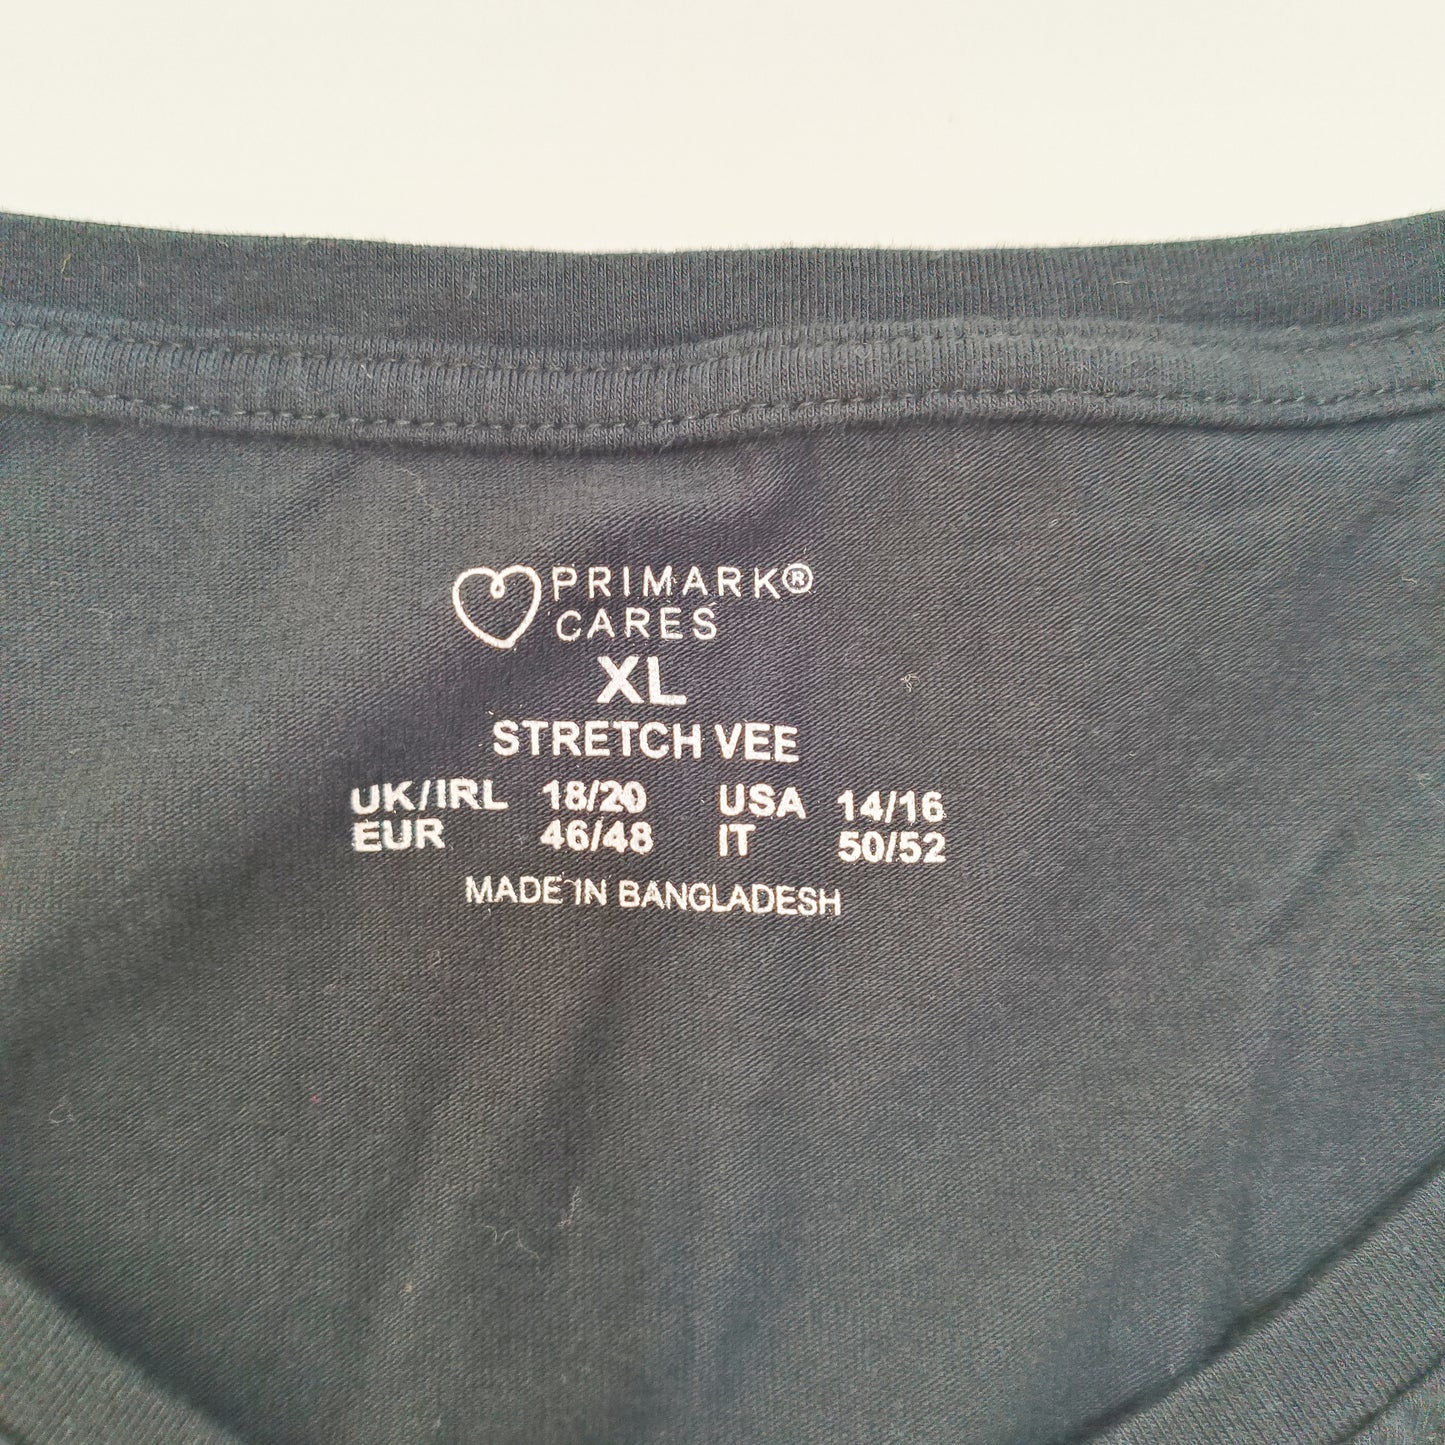 PRIMARK®
CARES
XL
STRETCH VEE
UK/IRL 18/20 USA 14/16
EUR 46/48 IT 50/52
MADE IN BANGLADESH